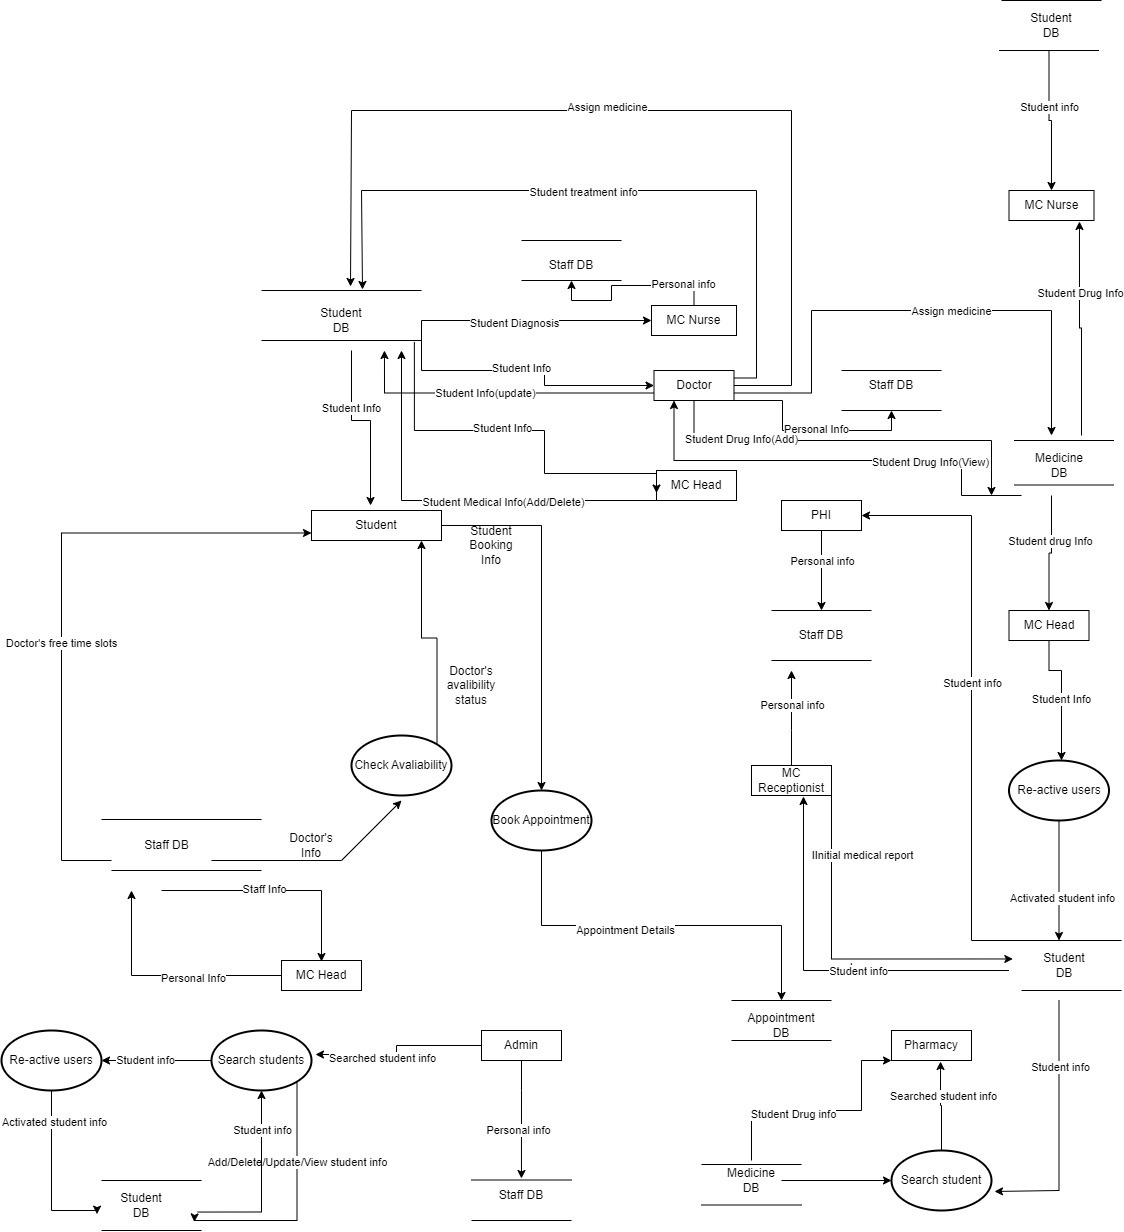 Student
DB
Student info
MC Nurse
Student Drug Info
Assign medicine
Student treatment info
Staff DB
Personal info
MC Nurse
Student
DB
Student Diagnosis
Student Info
Doctor
Student Info(update)
Assign medicine
Staff DB
Personal Info
Student Info
Student Info
Student Drug Info(Add)
Student Drug Info(View)
Medicine
DB
MC Head
Student Medical Info(Add/Delete)
Student
Student
Booking
Info
PHI
Personal info
Student drug Info
Staff DB
MC Head
Doctor's free time slots
Doctor's
avalibility
status
Student info
Student Info
Personal info
Check Avaliability
MC
Receptionist
Re-active users
Book Appointment
Staff DB
Doctor's
Info
IInitial medical report
Staff Info
Activated student info
Appointment Details
Personal Info
MC Head
Student info
Student
DB
Appointment
DB
Re-active users
Student info
Search students
Searched student info
Admin
Pharmacy
Student info
Activated student info
Student info
Personal info
Searched student info
Student Drug info
Add/Delete/Update/View student info
Student
DB
Staff DB
Medicine
DB
Search student